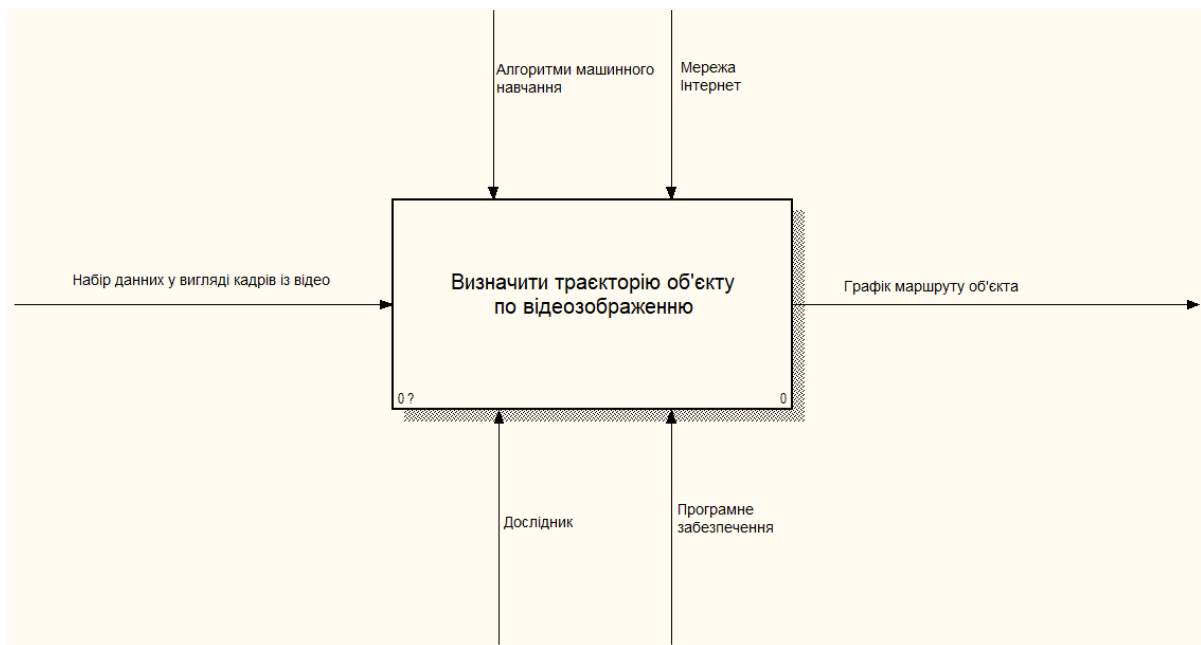 Алгоритми машинного
навчання
Мережа
Інтернет
Набір данних у вигляді кадрів із відео
Визначити траєкторію об'єкту
по відеозображенню
Графік маршруту об'єкта
0 ?
0
Дослідник
Програмне
забезпечення